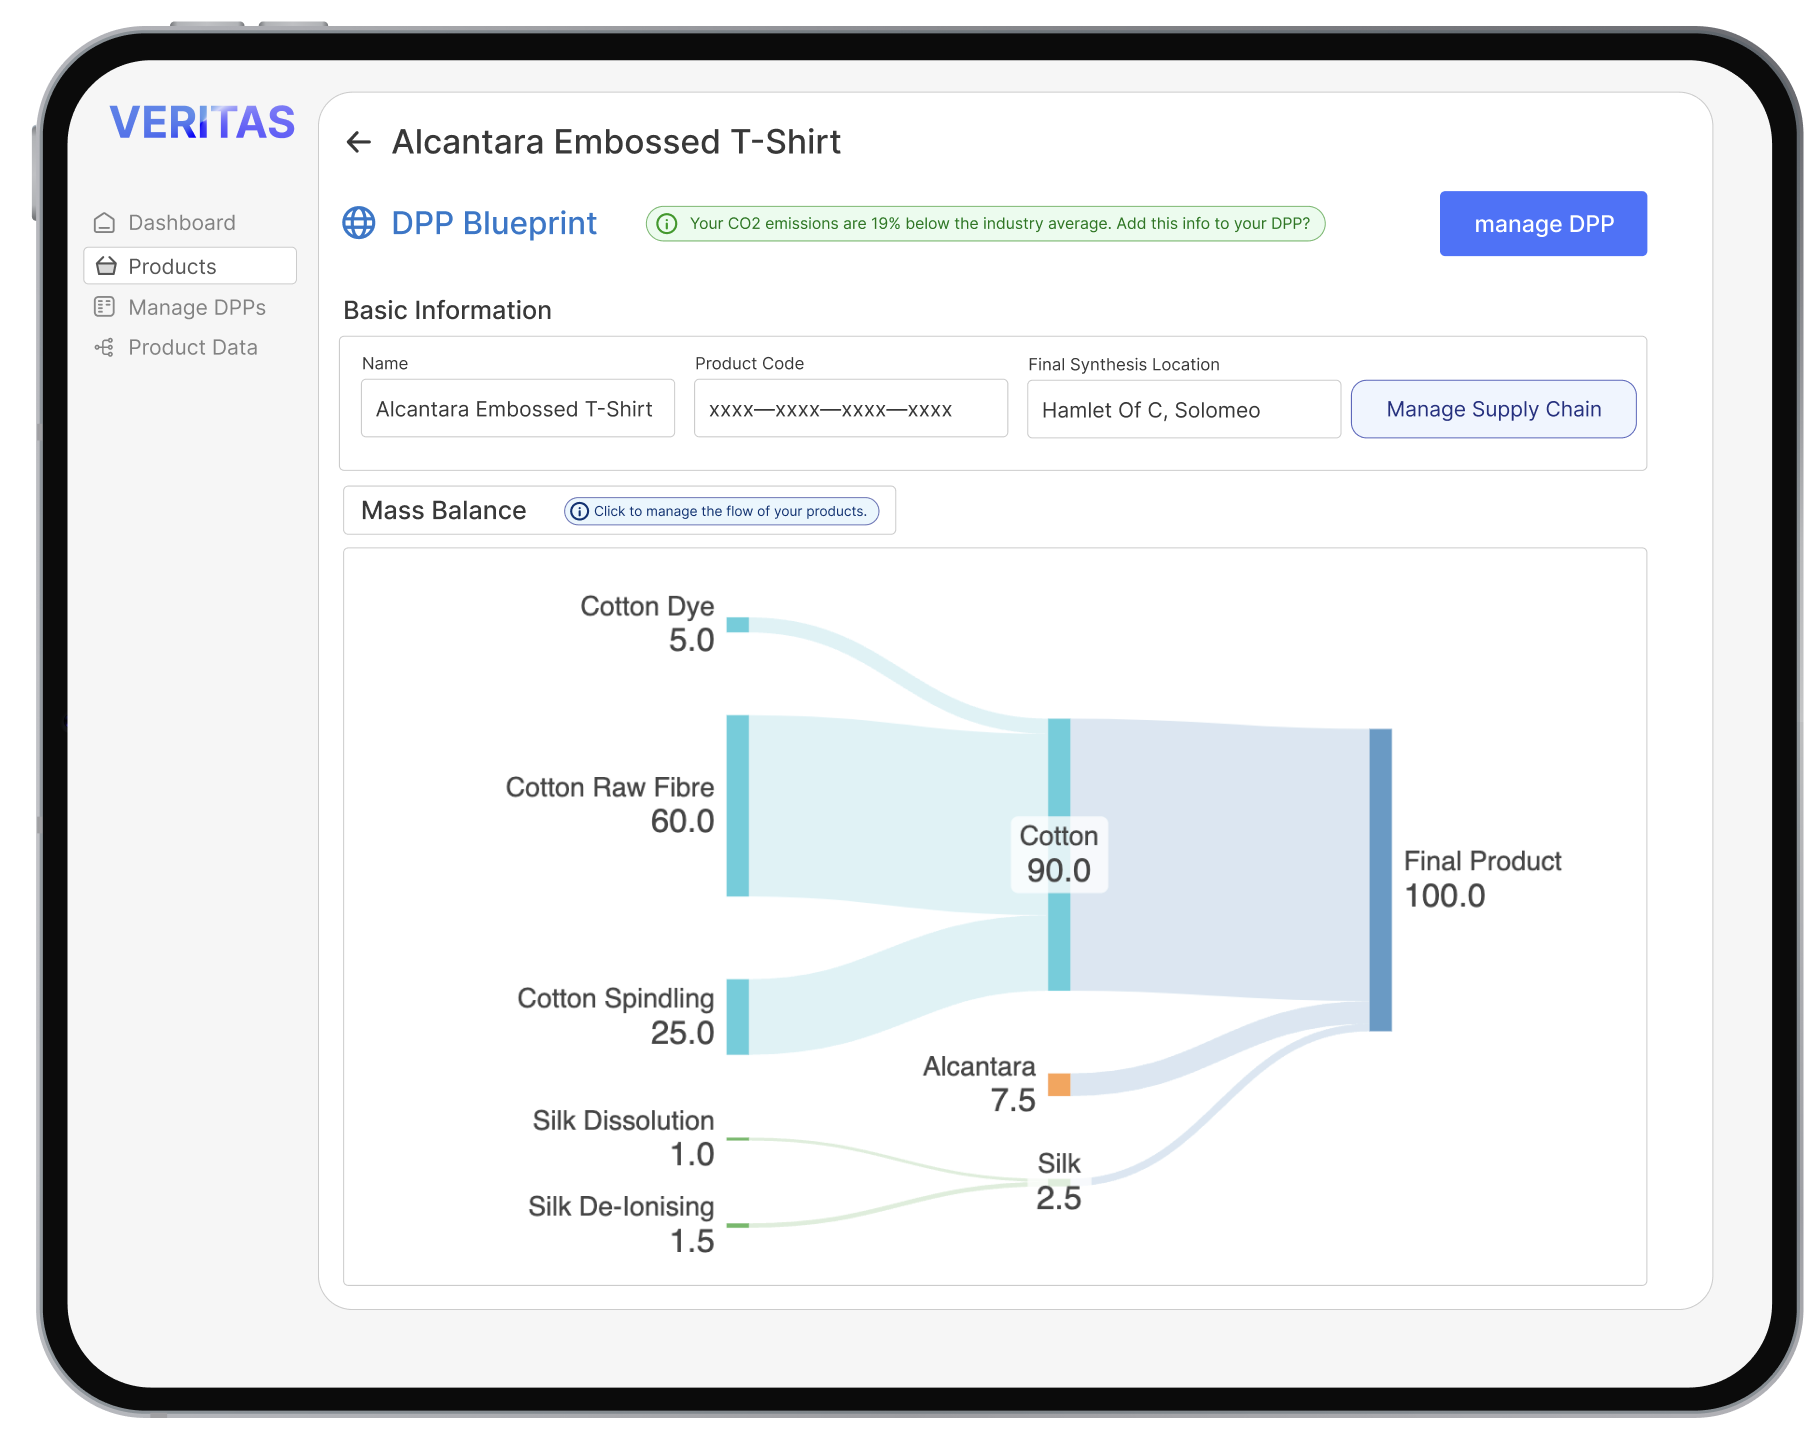 VERITAS
Dashboard
Products
Manage DPPs
Product Data
Alcantara Embossed T-Shirt
DPP Blueprint
Your CO2 emissions are 19% below the industry average. Add this info to your DPP?
manage DPP
Basic Information
Name
Alcantara Embossed T-Shirt
Product Code
xxxx—xxxx—xxxx—xxxx
Final Synthesis Location
Hamlet Of C, Solomeo
Manage Supply Chain
Mass Balance
Click to manage the flow of your products.
Cotton Dye
5.0
Cotton Raw Fibre
60.0
Cotton Spindling
25.0
Silk Dissolution
1.0
Silk De-Ionising
1.5
Cotton
90.0
Alcantara
7.5
Silk
2.5
Final Product
100.0